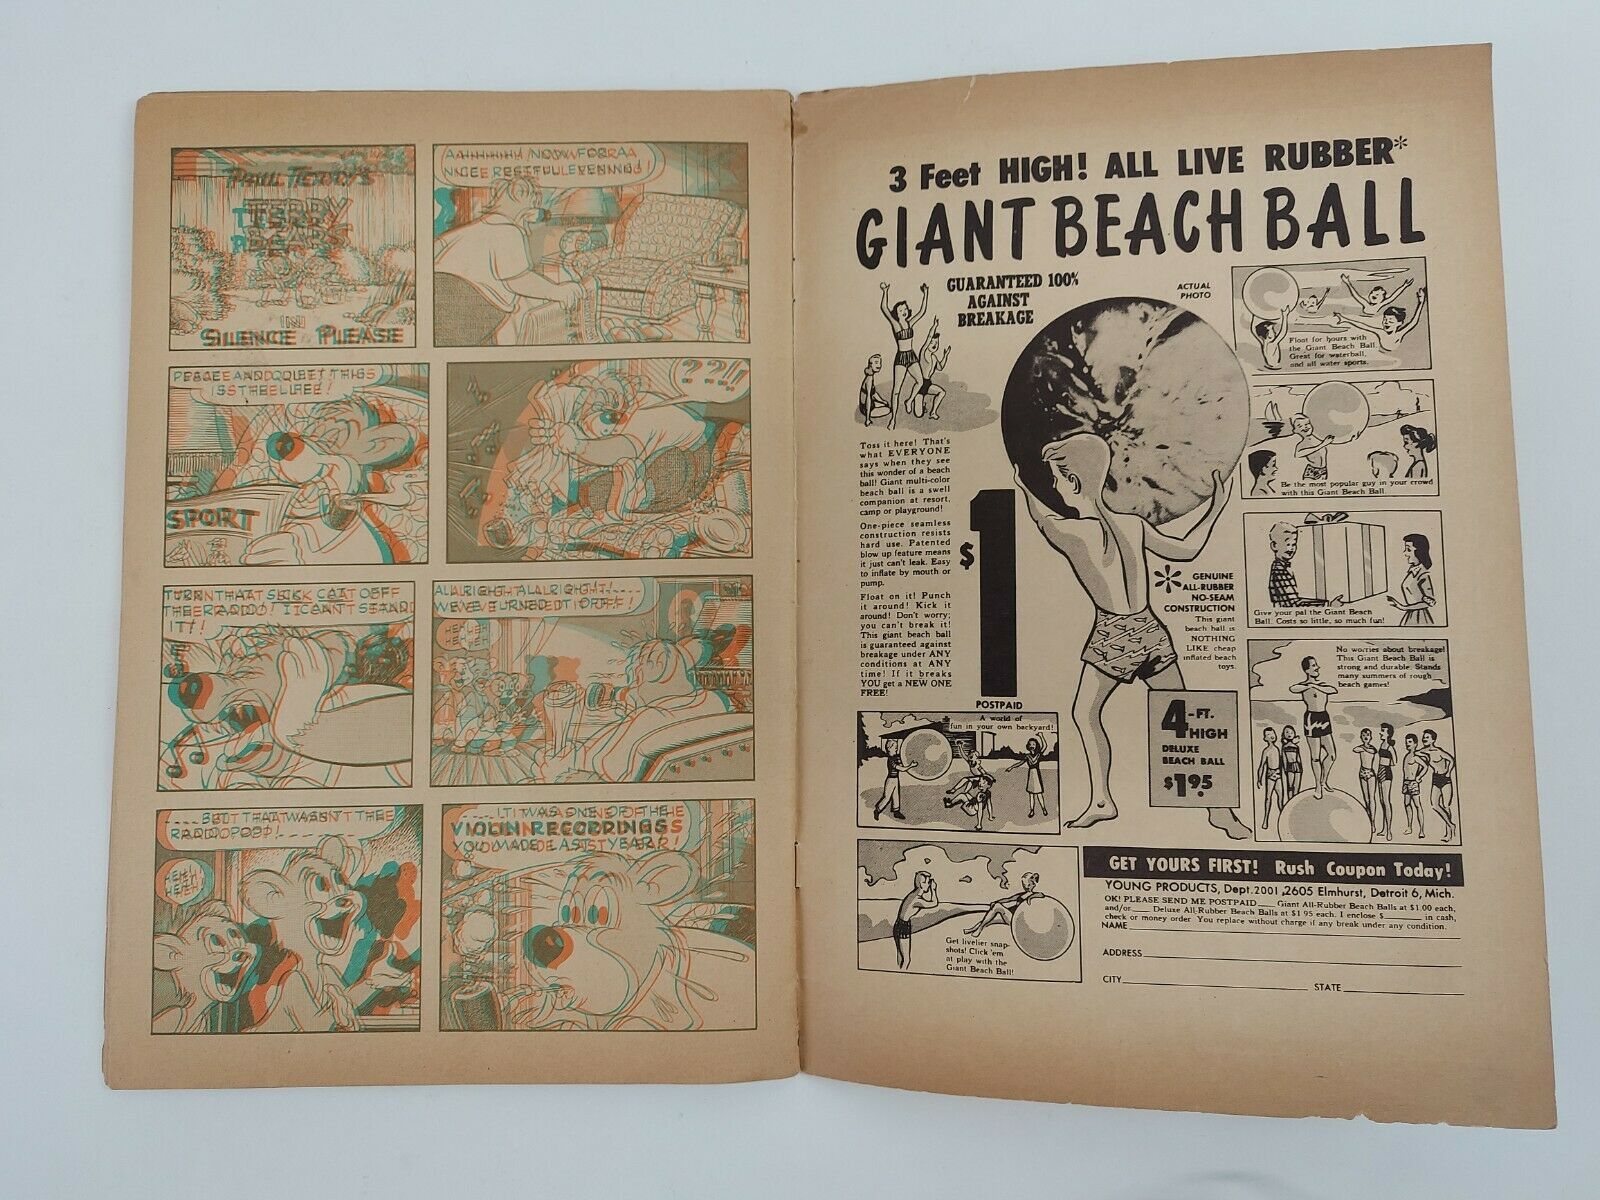 PAUL TERRY'S
TERRY
BEARS
IN
SILENCE PLEASE
AHHHHH! NOW FOR A
NICE RESTFUL EVENING!
PEACE AND QUIET! THIS
IS THE LIFE!
SPORT
??!!
TURN THAT SLICK CAT OFF
THE RADIO! I CAN'T STAND
IT!
ALRIGHT! ALRIGHT!
WE'VE TURNED IT OFF!
HEH!
HEH!
....BUT THAT WASN'T THE
RADIO POP!....
HEH!
HEH!
....IT WAS ONE OF THE
VIOLIN RECORDINGS
YOU MADE LAST YEAR!
3 Feet HIGH! ALL LIVE RUBBER*
GIANT BEACH BALL
GUARANTEED 100%
AGAINST
BREAKAGE
ACTUAL
PHOTO
Float for hours with
the Giant Beach Ball.
Great for waterball,
and all water sports.
Be the most popular guy in your crowd
with this Giant Beach Ball.
Toss it here! That's
what EVERYONE
says when they see
this wonder of a beach
ball! Giant multi-color
beach ball is a swell
companion at resort,
camp or playground!
One-piece seamless
construction resists
hard use. Patented
blow up feature means
it just can't leak. Easy
to inflate by mouth or
pump.
Float on it! Punch
it around! Kick it
around! Don't worry;
you can't break it!
This giant beach ball
is guaranteed against
breakage under ANY
conditions at ANY
time! If it breaks
YOU get a NEW ONE
FREE!
$1
POSTPAID
* GENUINE
ALL-RUBBER
NO-SEAM
CONSTRUCTION
This giant
beach ball is
NOTHING
LIKE cheap
inflated beach
toys.
Give your pal the Giant Beach
Ball. Costs so little, so much fun!
No worries about breakage!
This Giant Beach Ball is
strong and durable. Stands
many summers of rough
beach games!
A world of
fun in your own backyard!
4-FT.
HIGH
DELUXE
BEACH BALL
$1.95
Get livelier snap-
shots! Click 'em
at play with the
Giant Beach Ball!
GET YOURS FIRST! Rush Coupon Today!
YOUNG PRODUCTS, Dept. 2001, 2605 Elmhurst, Detroit 6, Mich.
OK! PLEASE SEND ME POSTPAID____ Giant All-Rubber Beach Balls at $1.00 each,
and/or____ Deluxe All-Rubber Beach Balls at $1.95 each. I enclose $______ in cash,
check or money order. You replace without charge if any break under any condition.
NAME
ADDRESS
CITY STATE